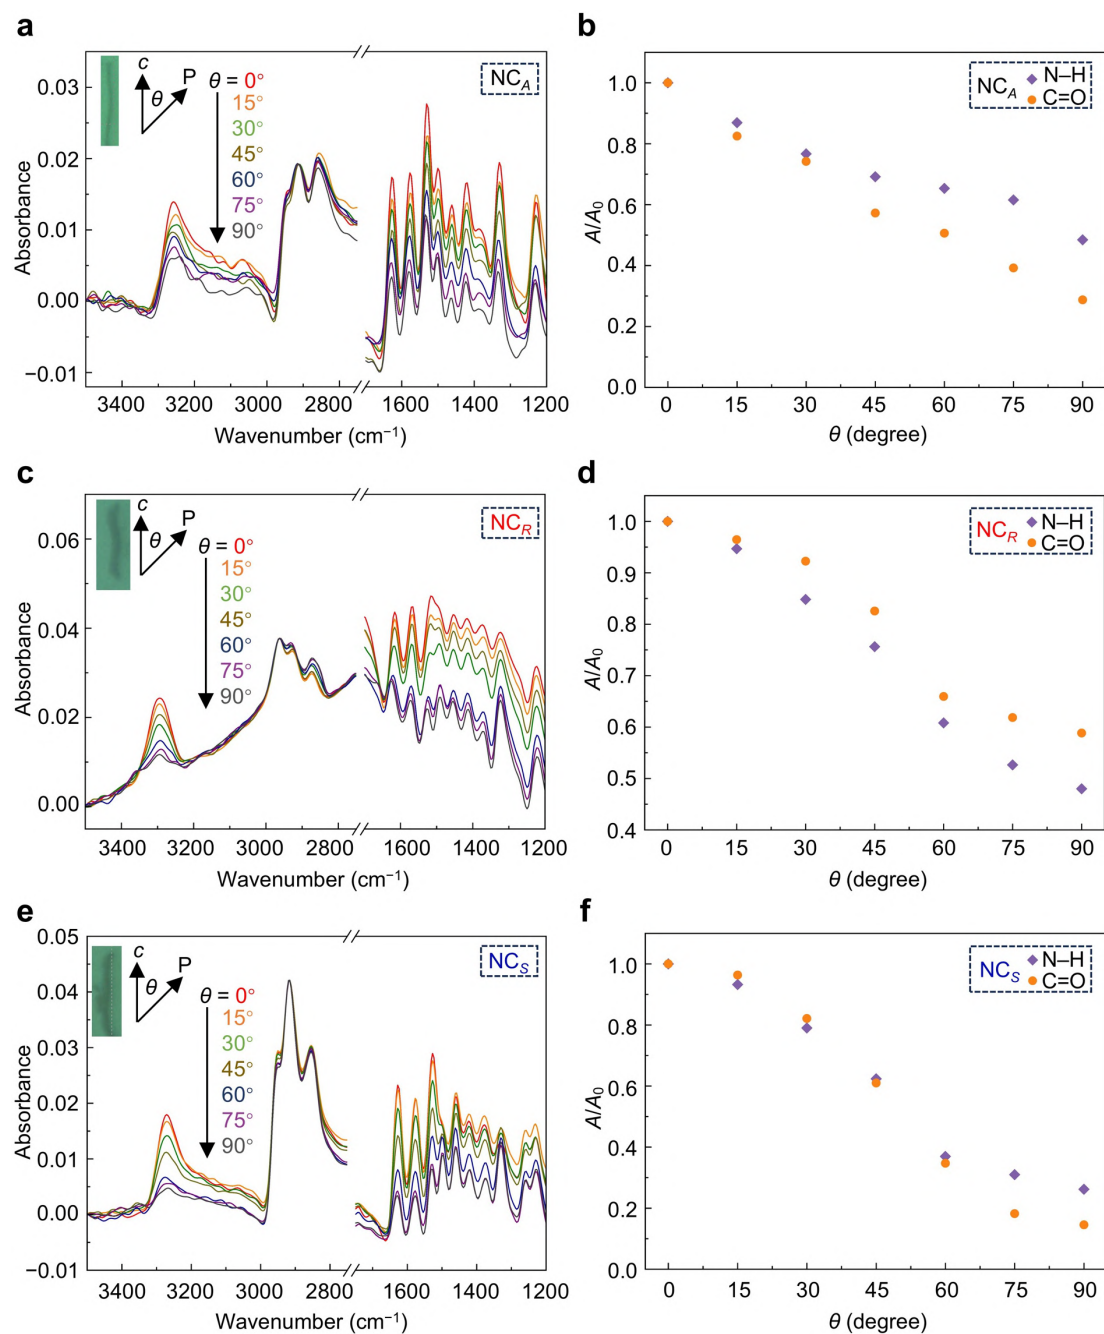 a
c
P
θ
θ = 0°
15°
30°
45°
60°
75°
90°
NC_A
0.03
0.02
0.01
0.00
−0.01
Absorbance
3400 3200 3000 2800 1600 1400 1200
Wavenumber (cm⁻¹)
b
NC_A
N–H
C=O
1.0
0.8
0.6
0.4
0.2
0.0
A/A₀
0 15 30 45 60 75 90
θ (degree)
c
c
P
θ
θ = 0°
15°
30°
45°
60°
75°
90°
NC_R
0.06
0.04
0.02
0.00
Absorbance
3400 3200 3000 2800 1600 1400 1200
Wavenumber (cm⁻¹)
d
NC_R
N–H
C=O
1.0
0.9
0.8
0.7
0.6
0.5
0.4
A/A₀
0 15 30 45 60 75 90
θ (degree)
e
c
P
θ
θ = 0°
15°
30°
45°
60°
75°
90°
NC_S
0.05
0.04
0.03
0.02
0.01
0.00
−0.01
Absorbance
3400 3200 3000 2800 1600 1400 1200
Wavenumber (cm⁻¹)
f
NC_S
N–H
C=O
1.0
0.8
0.6
0.4
0.2
0.0
A/A₀
0 15 30 45 60 75 90
θ (degree)